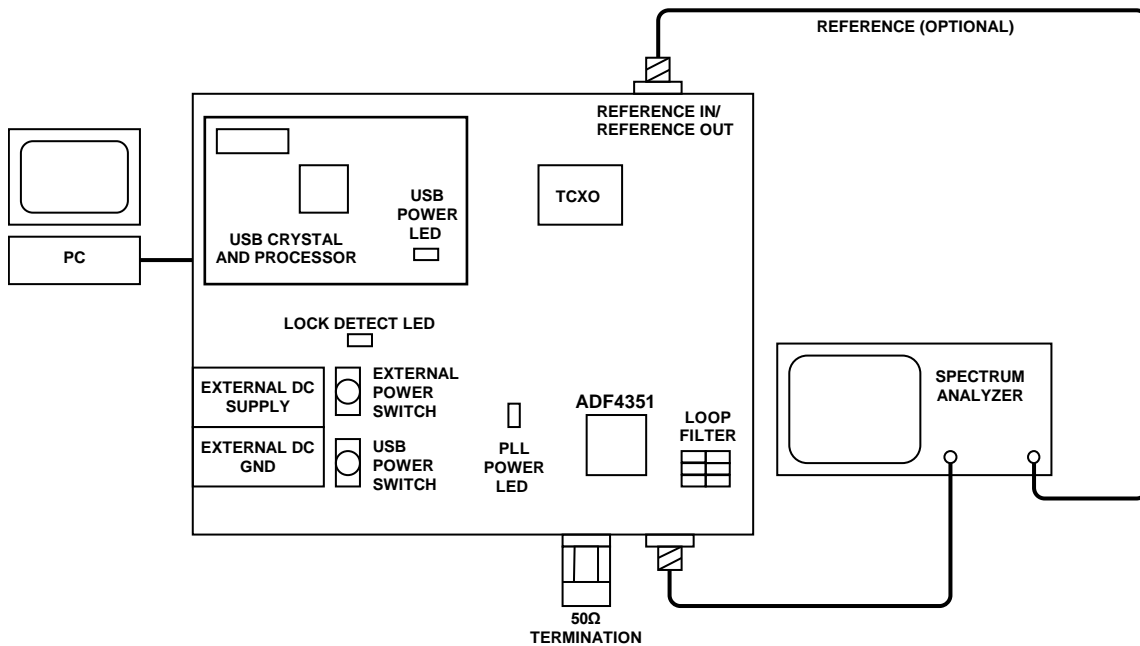 REFERENCE (OPTIONAL)
REFERENCE IN/
REFERENCE OUT
TCXO
USB
POWER
LED
USB CRYSTAL
AND PROCESSOR
PC
LOCK DETECT LED
EXTERNAL DC
SUPPLY
EXTERNAL
POWER
SWITCH
EXTERNAL DC
GND
USB
POWER
SWITCH
PLL
POWER
LED
ADF4351
LOOP
FILTER
SPECTRUM
ANALYZER
50Ω
TERMINATION